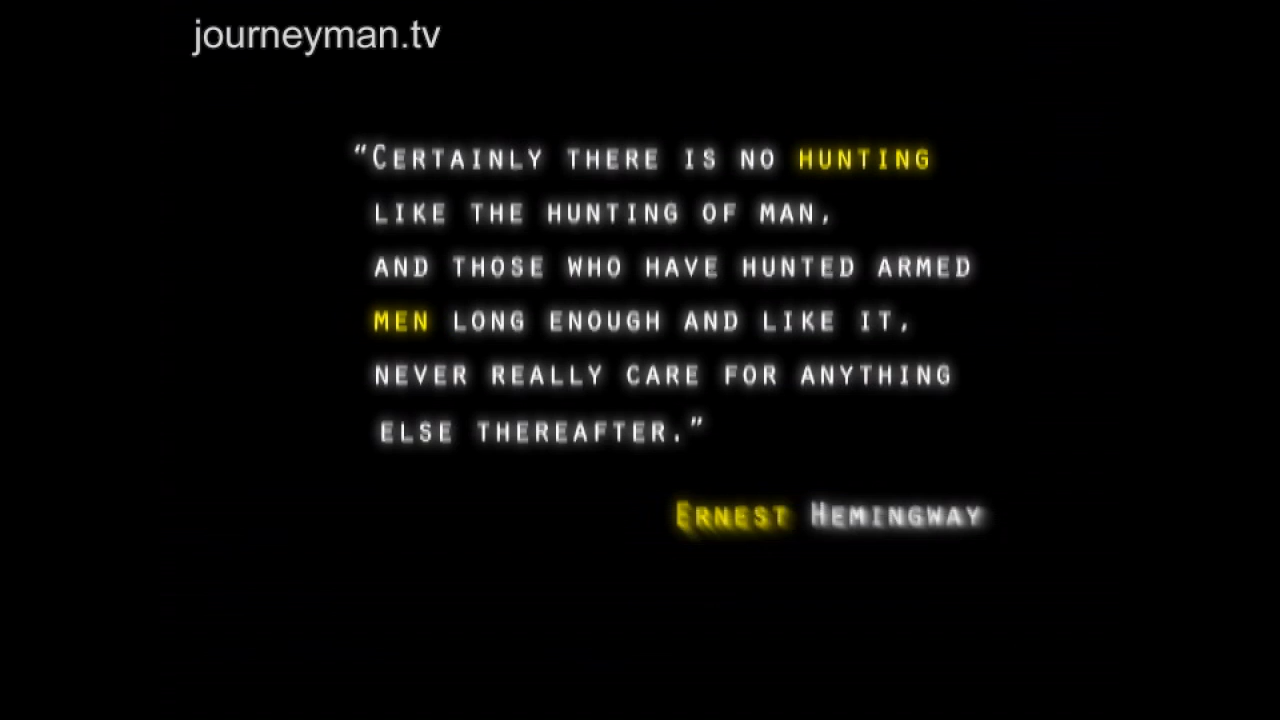 journeyman.tv
“CERTAINLY THERE IS NO HUNTING
LIKE THE HUNTING OF MAN,
AND THOSE WHO HAVE HUNTED ARMED
MEN LONG ENOUGH AND LIKE IT,
NEVER REALLY CARE FOR ANYTHING
ELSE THEREAFTER.”
ERNEST HEMINGWAY